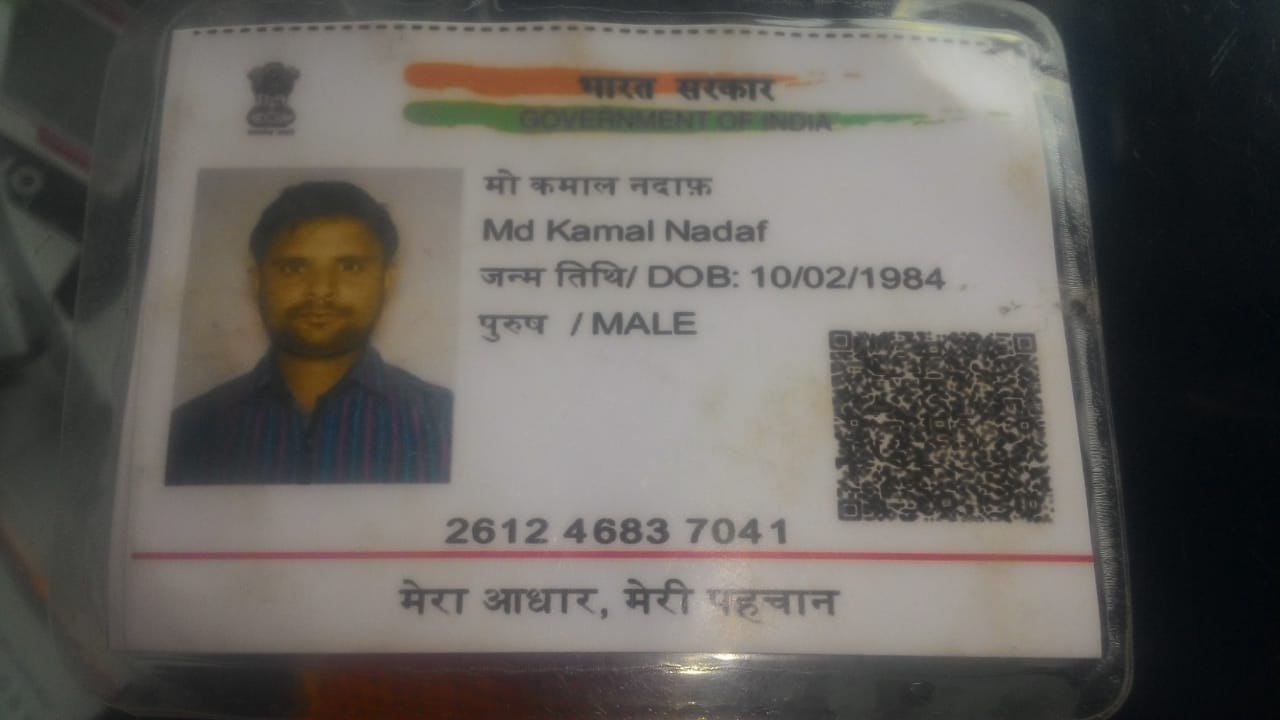 भारत सरकार
GOVERNMENT OF INDIA
मो कमाल नदाफ़
Md Kamal Nadaf
जन्म तिथि/ DOB: 10/02/1984
पुरुष / MALE
2612 4683 7041
मेरा आधार, मेरी पहचान